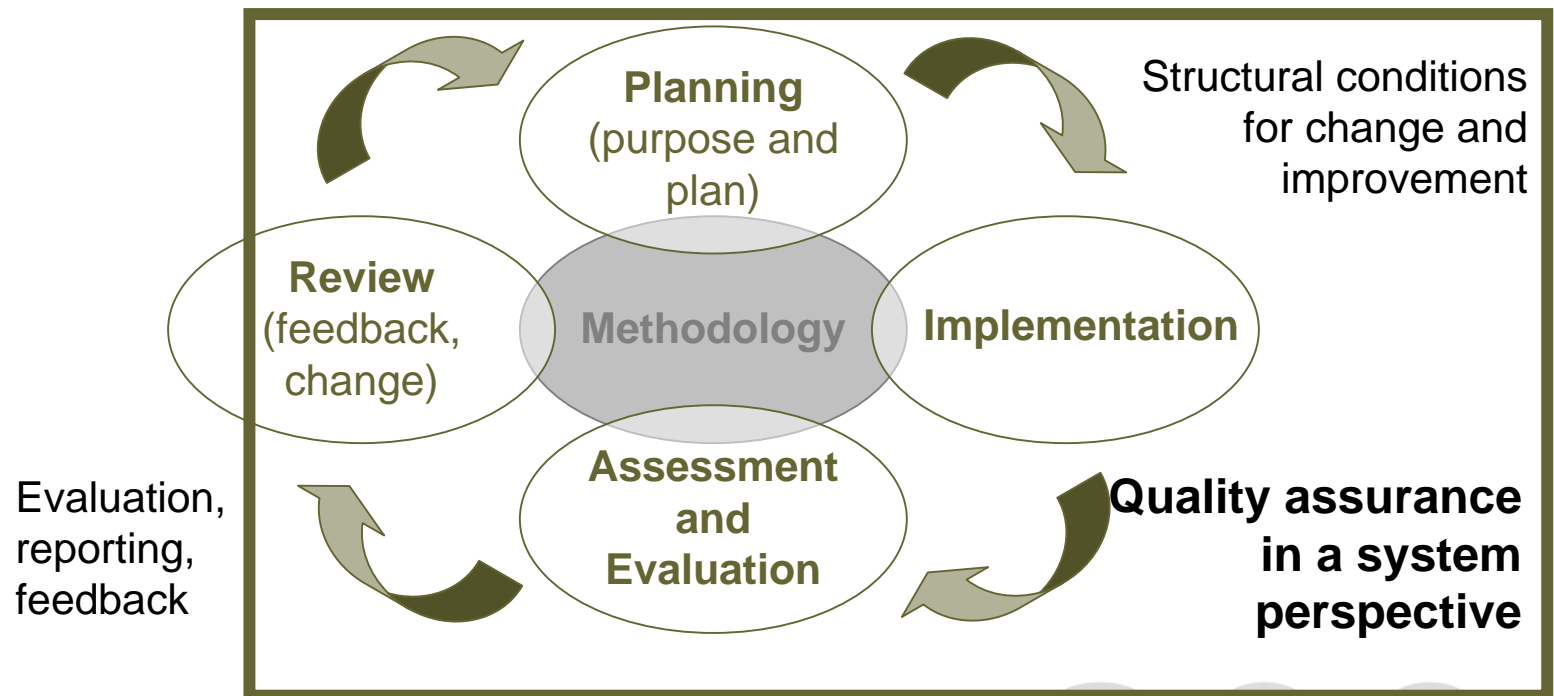 Planning
(purpose and
plan)
Structural conditions
for change and
improvement
Review
(feedback,
change)
Methodology
Implementation
Assessment
and
Evaluation
Evaluation,
reporting,
feedback
Quality assurance
in a system
perspective